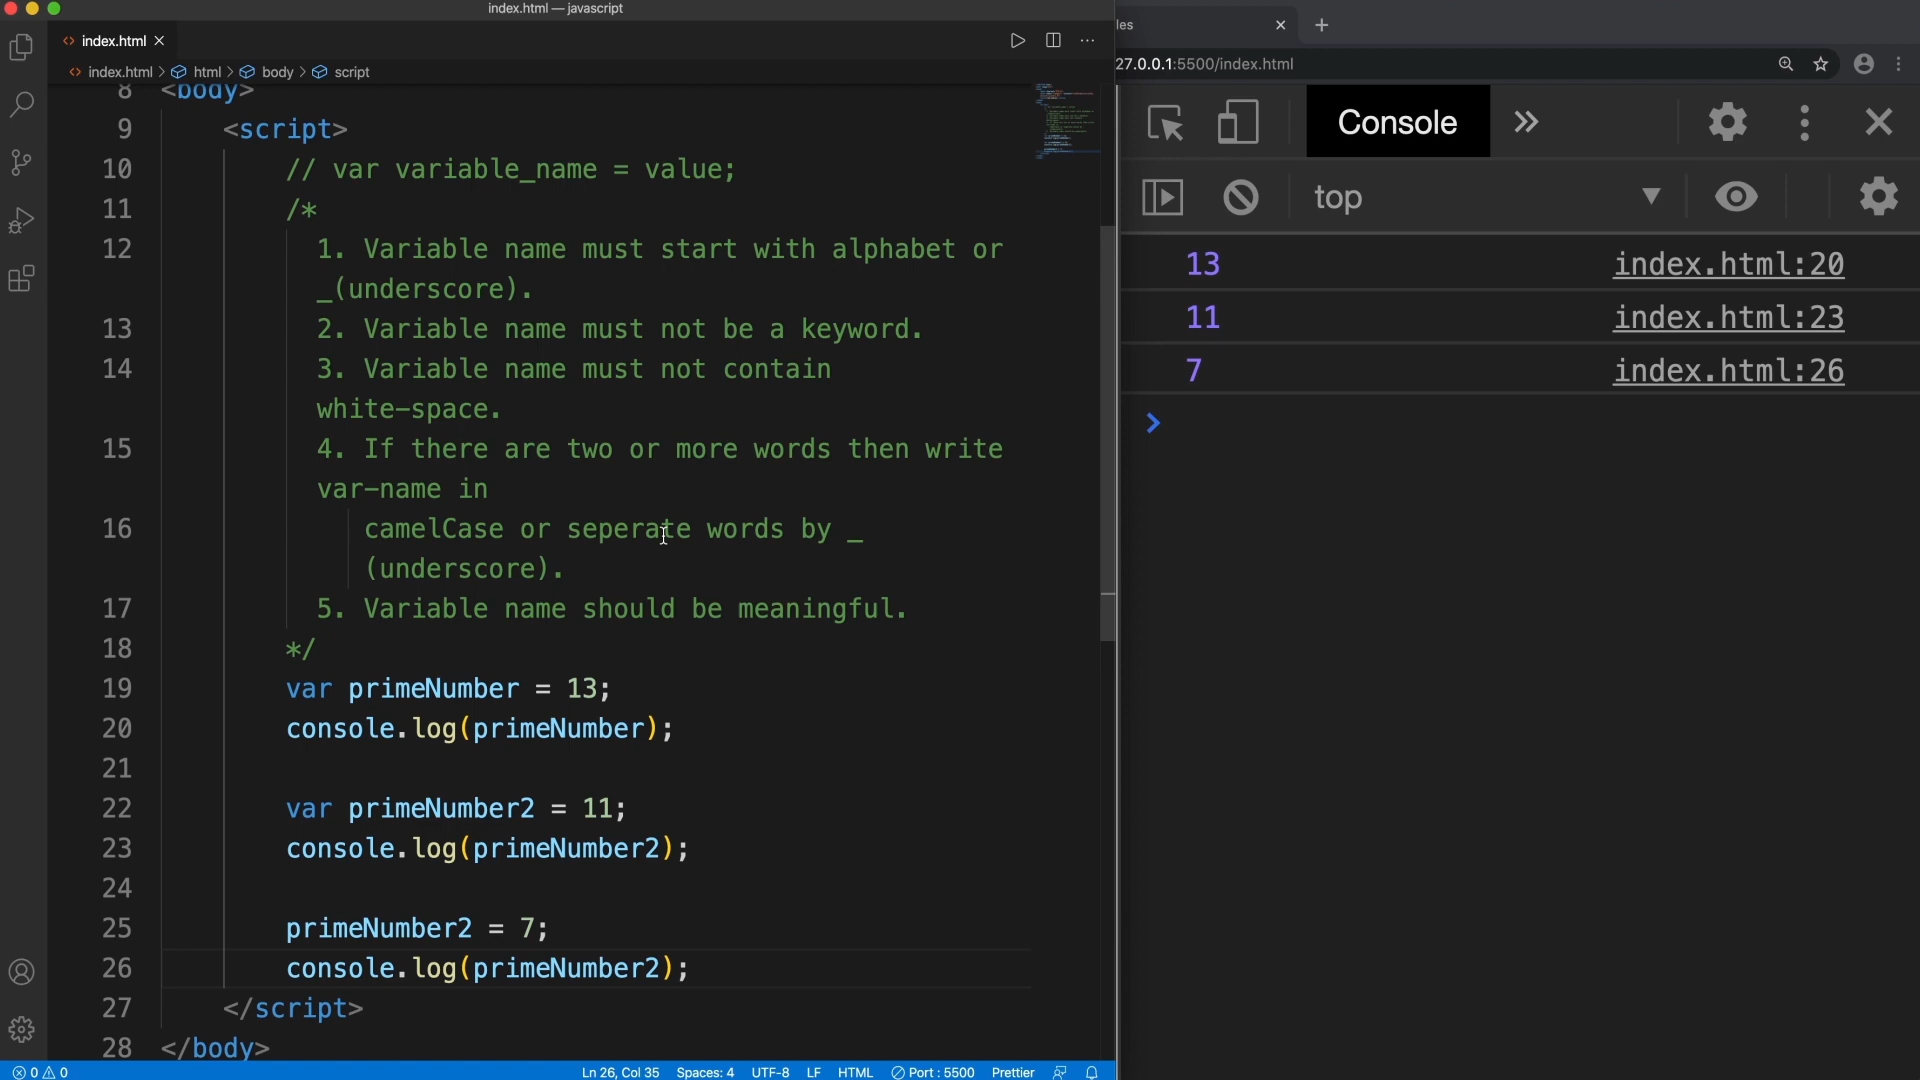 index.html — javascript
index.html
index.html > html > body > script
8 <body>
9 <script>
10 // var variable_name = value;
11 /*
12 1. Variable name must start with alphabet or
_(underscore).
13 2. Variable name must not be a keyword.
14 3. Variable name must not contain
white-space.
15 4. If there are two or more words then write
var-name in
16 camelCase or seperate words by _
(underscore).
17 5. Variable name should be meaningful.
18 */
19 var primeNumber = 13;
20 console.log(primeNumber);
21
22 var primeNumber2 = 11;
23 console.log(primeNumber2);
24
25 primeNumber2 = 7;
26 console.log(primeNumber2);
27 </script>
28 </body>
0 0 Ln 26, Col 35 Spaces: 4 UTF-8 LF HTML Port : 5500 Prettier
les
27.0.0.1:5500/index.html
Console
top
13 index.html:20
11 index.html:23
7 index.html:26